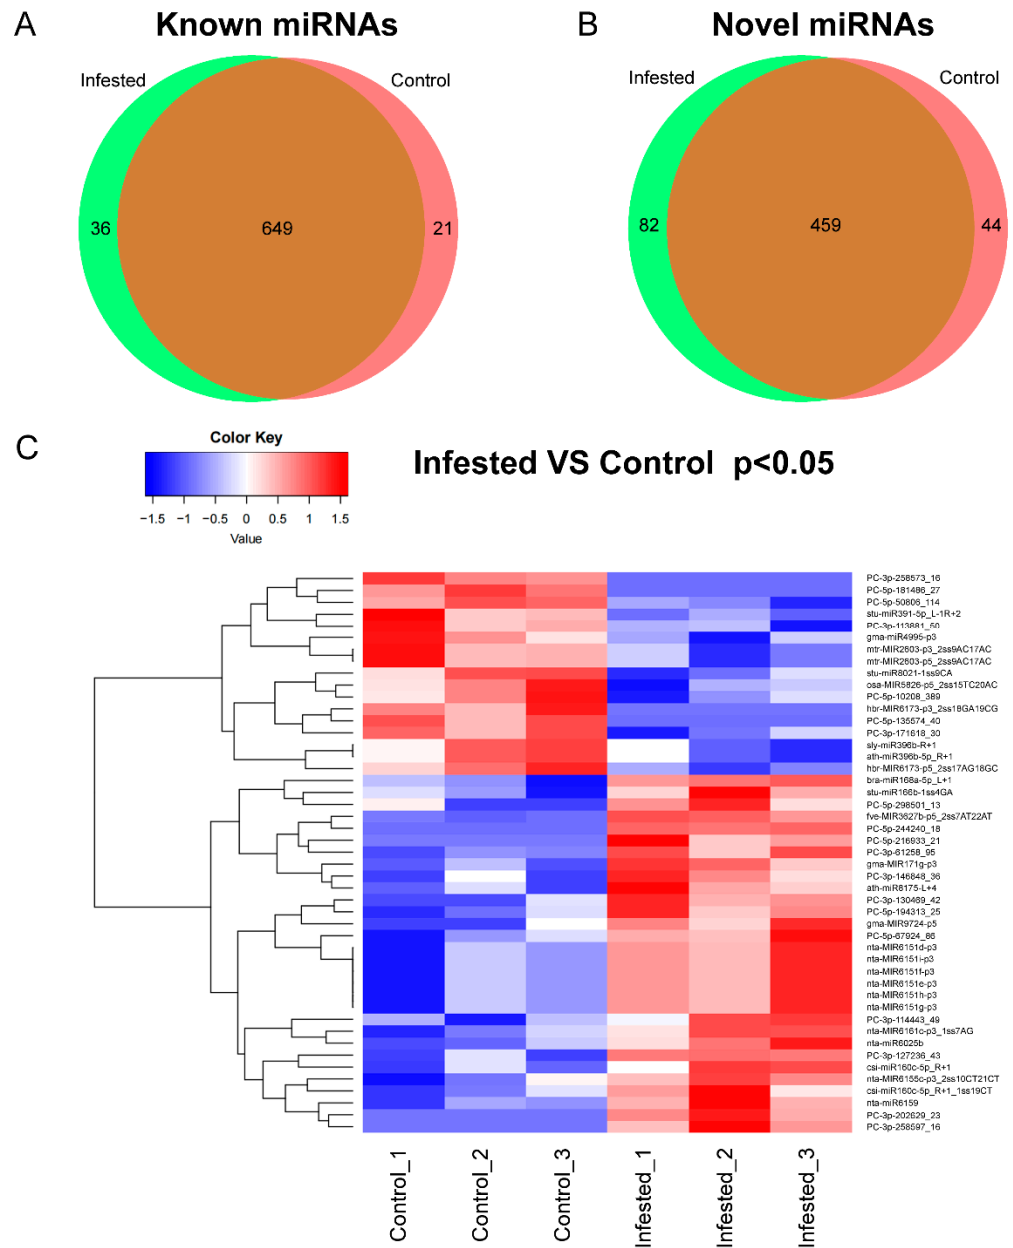 A
Known miRNAs
B
Novel miRNAs
Infested
Control
Infested
Control
36
649
21
82
459
44
C
Color Key
Infested VS Control p<0.05
−1.5 −1 −0.5 0 0.5 1 1.5
Value
PC-3p-258573_16
PC-5p-181486_27
PC-5p-50806_114
stu-miR391-5p_L-1R+2
PC-3p-113881_60
gma-miR4995-p3
mtr-MIR2603-p3_2ss9AC17AC
mtr-MIR2603-p5_2ss9AC17AC
stu-miR8021-1ss9CA
osa-MIR5826-p5_2ss15TC20AC
PC-5p-10208_389
hbr-MIR6173-p3_2ss18GA19CG
PC-5p-135574_40
PC-3p-171618_30
sly-miR396b-R+1
ath-miR396b-5p_R+1
hbr-MIR6173-p5_2ss17AG18GC
bra-miR168a-5p_L+1
stu-miR166b-1ss4GA
PC-5p-298501_13
fve-MIR3627b-p5_2ss7AT22AT
PC-5p-244240_18
PC-5p-216933_21
PC-3p-61258_95
gma-MIR171g-p3
PC-3p-146848_36
ath-miR8175-L+4
PC-3p-130469_42
PC-5p-194313_25
gma-MIR9724-p5
PC-5p-67924_86
nta-MIR6151d-p3
nta-MIR6151i-p3
nta-MIR6151f-p3
nta-MIR6151e-p3
nta-MIR6151h-p3
nta-MIR6151g-p3
PC-3p-114443_49
nta-MIR6161c-p3_1ss7AG
nta-miR6025b
PC-3p-127236_43
csi-miR160c-5p_R+1
nta-MIR6155c-p3_2ss10CT21CT
csi-miR160c-5p_R+1_1ss19CT
nta-miR6159
PC-3p-202629_23
PC-3p-258597_16
Control_1
Control_2
Control_3
Infested_1
Infested_2
Infested_3